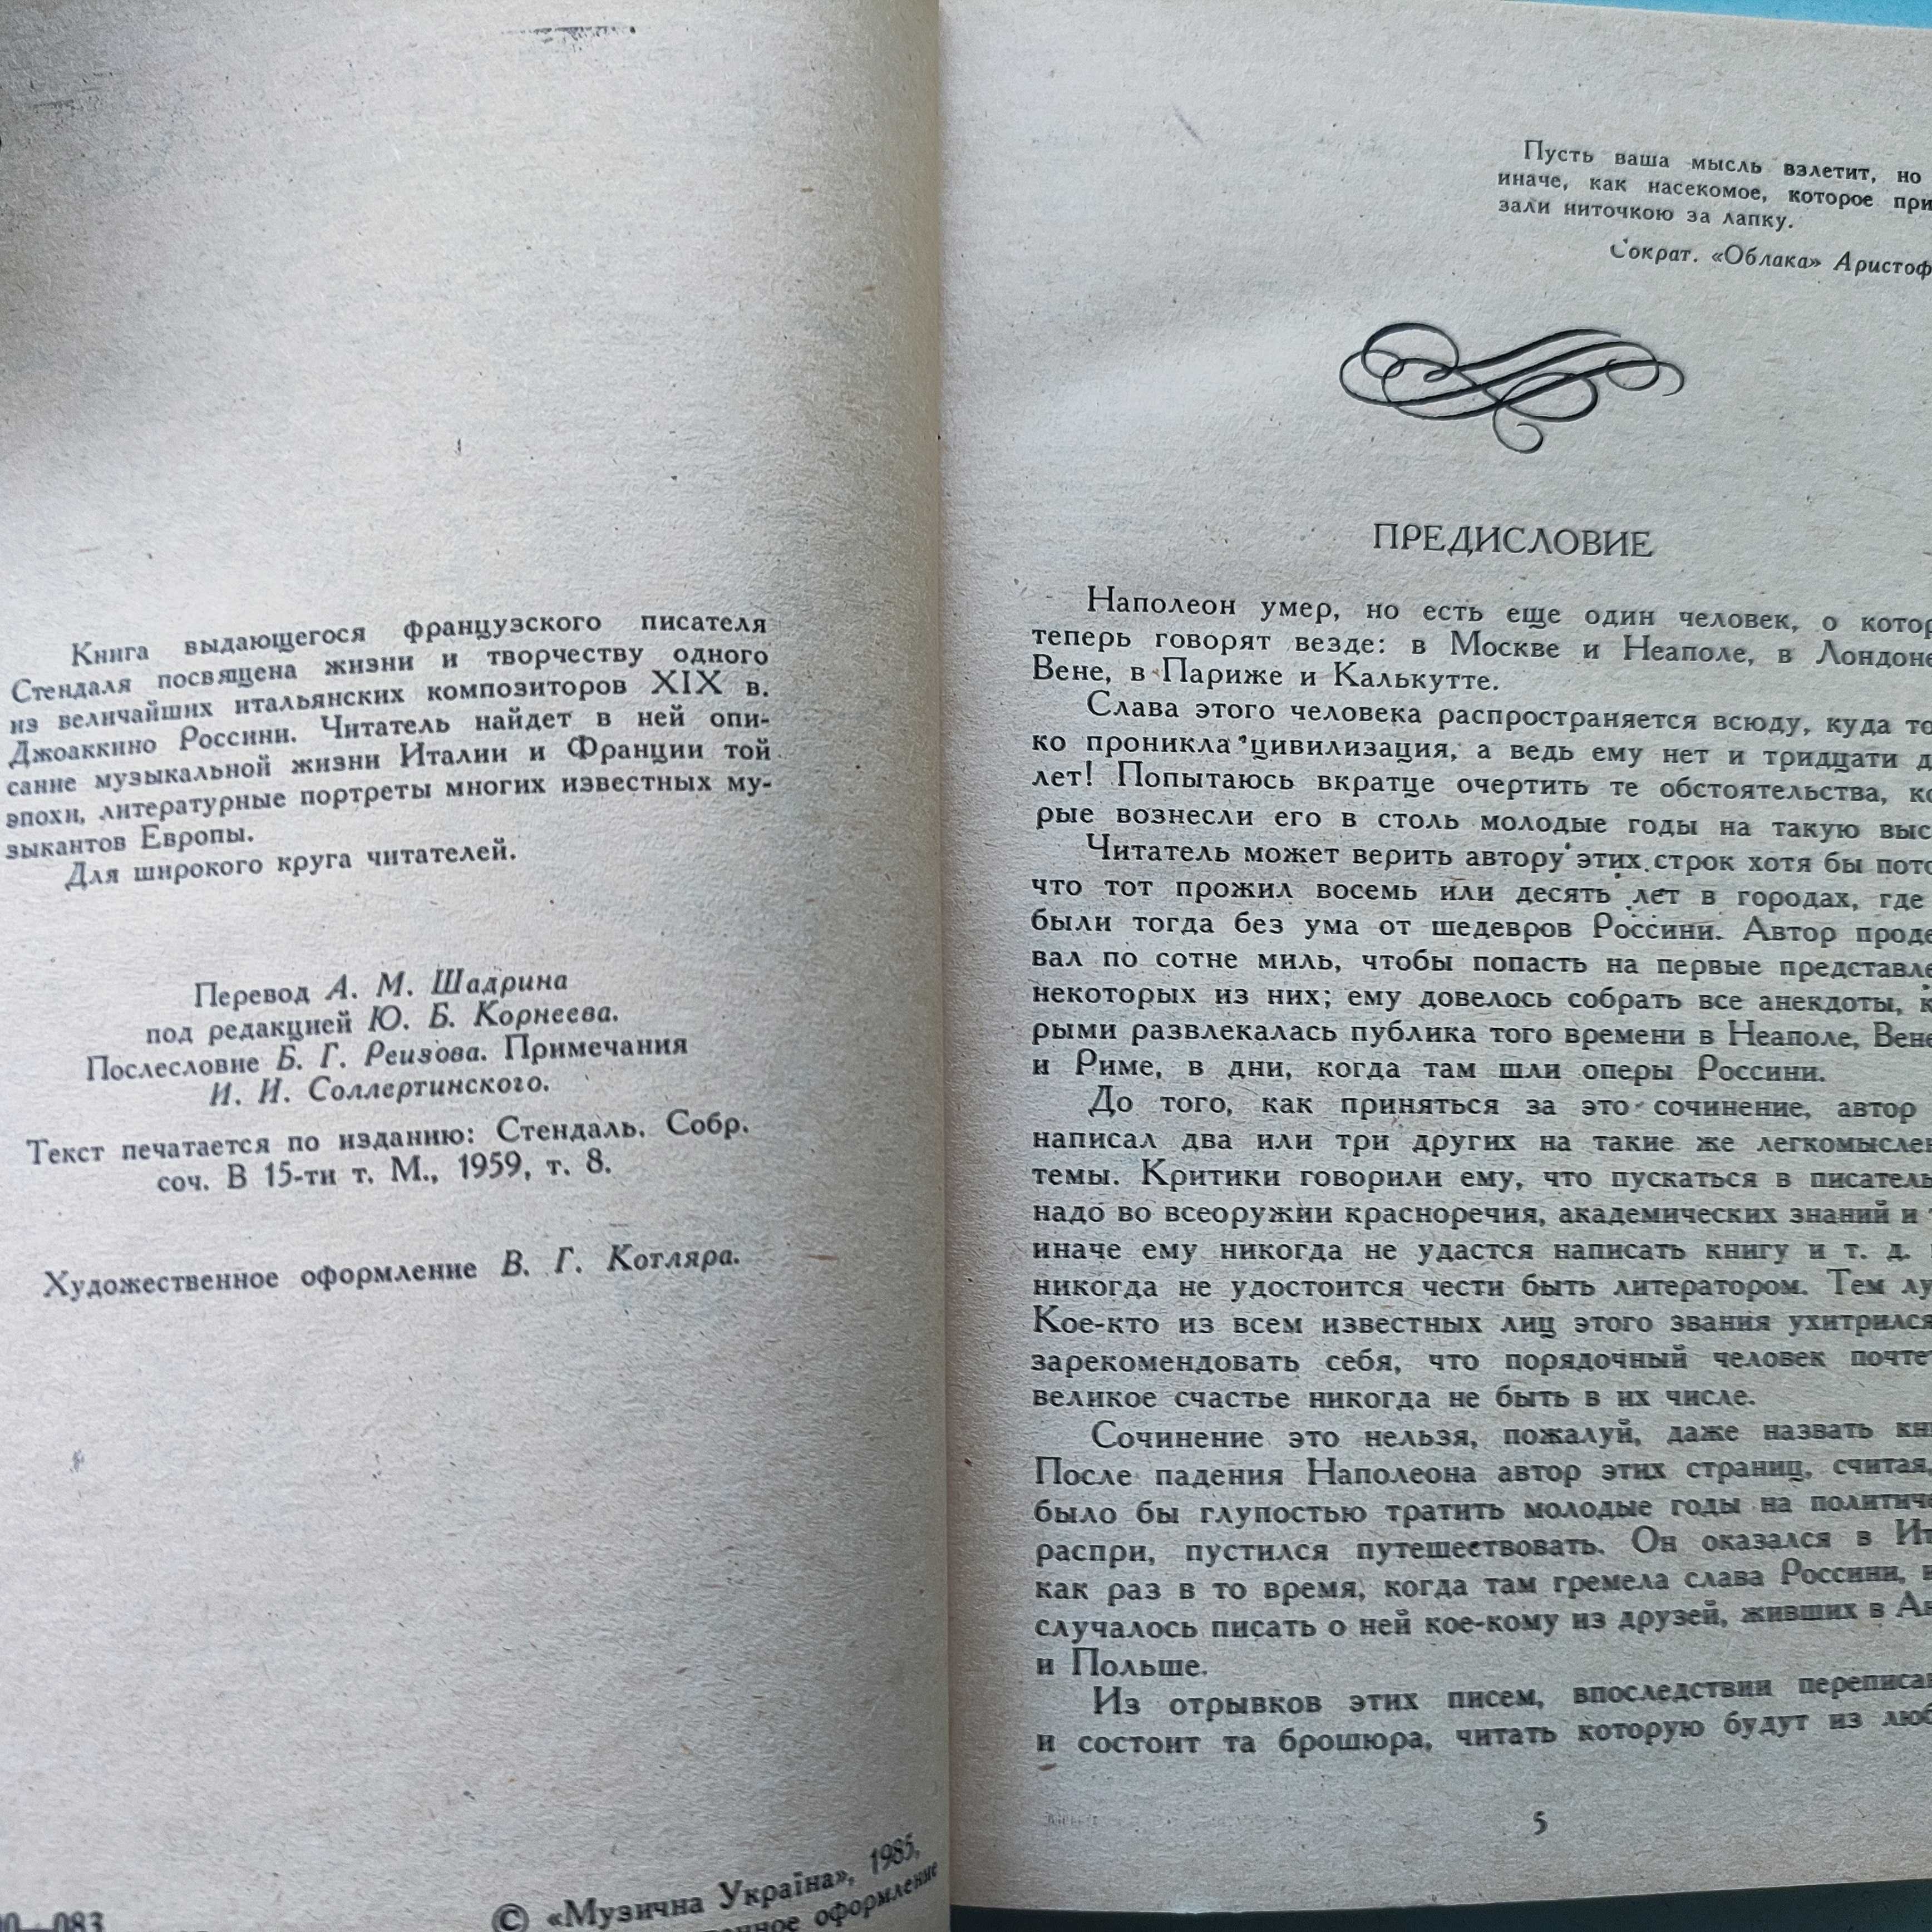 Книга выдающегося французского писателя
Стендаля посвящена жизни и творчеству одного
из величайших итальянских композиторов XIX в.
Джоаккино Россини. Читатель найдет в ней опи-
сание музыкальной жизни Италии и Франции той
эпохи, литературные портреты многих известных му-
зыкантов Европы.
Для широкого круга читателей.
Перевод А. М. Шадрина
под редакцией Ю. Б. Корнеева.
Послесловие Б. Г. Реизова. Примечания
И. И. Соллертинского.
Текст печатается по изданию: Стендаль. Собр.
соч. В 15-ти т. М., 1959, т. 8.
Художественное оформление В. Г. Котляра.
083
© «Музична Україна», 1985,
оформление
Пусть ваша мысль взлетит, но
иначе, как насекомое, которое при
зали ниточкою за лапку.
Сократ. «Облака» Аристоф
ПРЕДИСЛОВИЕ
Наполеон умер, но есть еще один человек, о котор
теперь говорят везде: в Москве и Неаполе, в Лондоне
Вене, в Париже и Калькутте.
Слава этого человека распространяется всюду, куда то
ко проникла цивилизация, а ведь ему нет и тридцати д
лет! Попытаюсь вкратце очертить те обстоятельства, ко
рые вознесли его в столь молодые годы на такую выс
Читатель может верить автору этих строк хотя бы пото
что тот прожил восемь или десять лет в городах, где
были тогда без ума от шедевров Россини. Автор проде
вал по сотне миль, чтобы попасть на первые представле
некоторых из них; ему довелось собрать все анекдоты, к
рыми развлекалась публика того времени в Неаполе, Вене
и Риме, в дни, когда там шли оперы Россини.
До того, как приняться за это сочинение, автор
написал два или три других на такие же легкомыслен
темы. Критики говорили ему, что пускаться в писатель
надо во всеоружии красноречия, академических знаний и
иначе ему никогда не удастся написать книгу и т. д.
никогда не удостоится чести быть литератором. Тем лу
Кое-кто из всем известных лиц этого звания ухитрился
зарекомендовать себя, что порядочный человек почте
великое счастье никогда не быть в их числе.
Сочинение это нельзя, пожалуй, даже назвать кни
После падения Наполеона автор этих страниц, считая,
было бы глупостью тратить молодые годы на политиче
распри, пустился путешествовать. Он оказался в Ит
как раз в то время, когда там гремела слава Россини,
случалось писать о ней кое-кому из друзей, живших в Ан
и Польше.
Из отрывков этих писем, впоследствии переписан
и состоит та брошюра, читать которую будут из люб
5